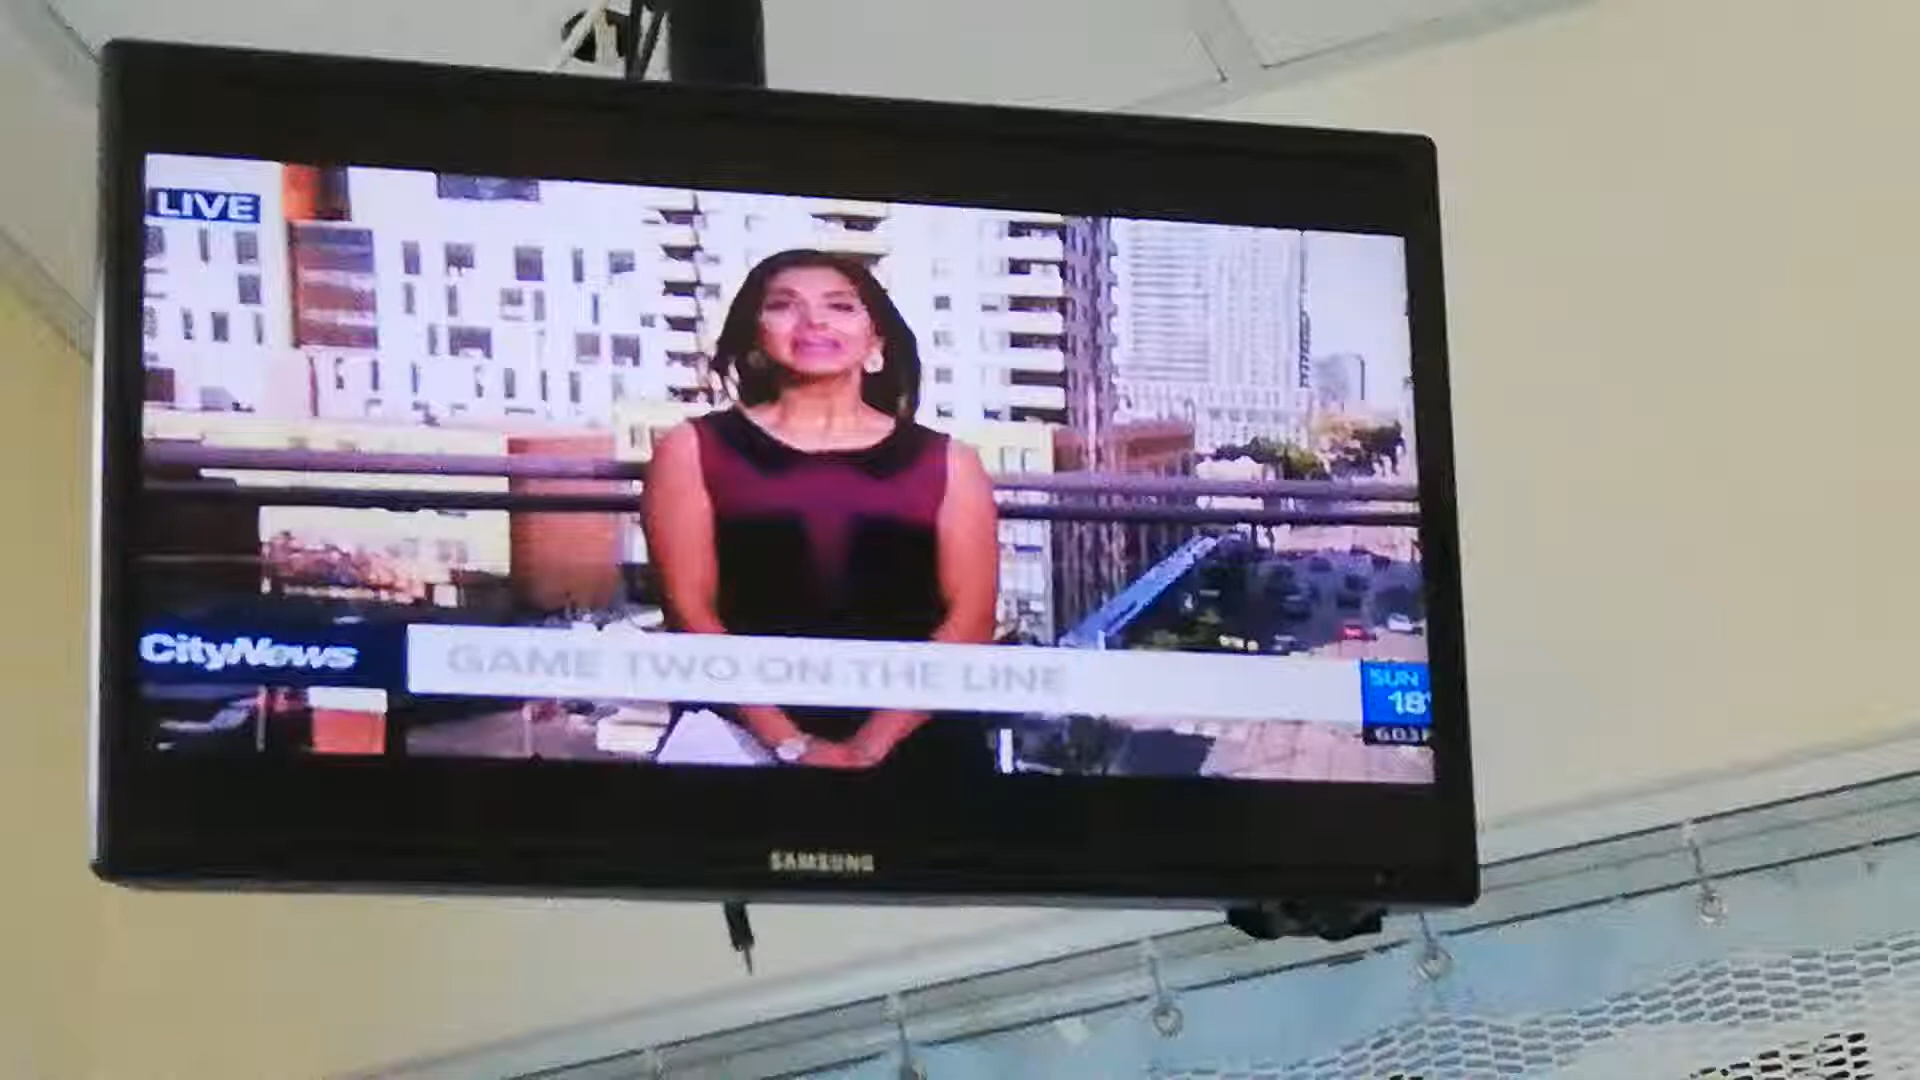 LIVE
CityNews
GAME TWO ON THE LINE
SUN
18°
SAMSUNG